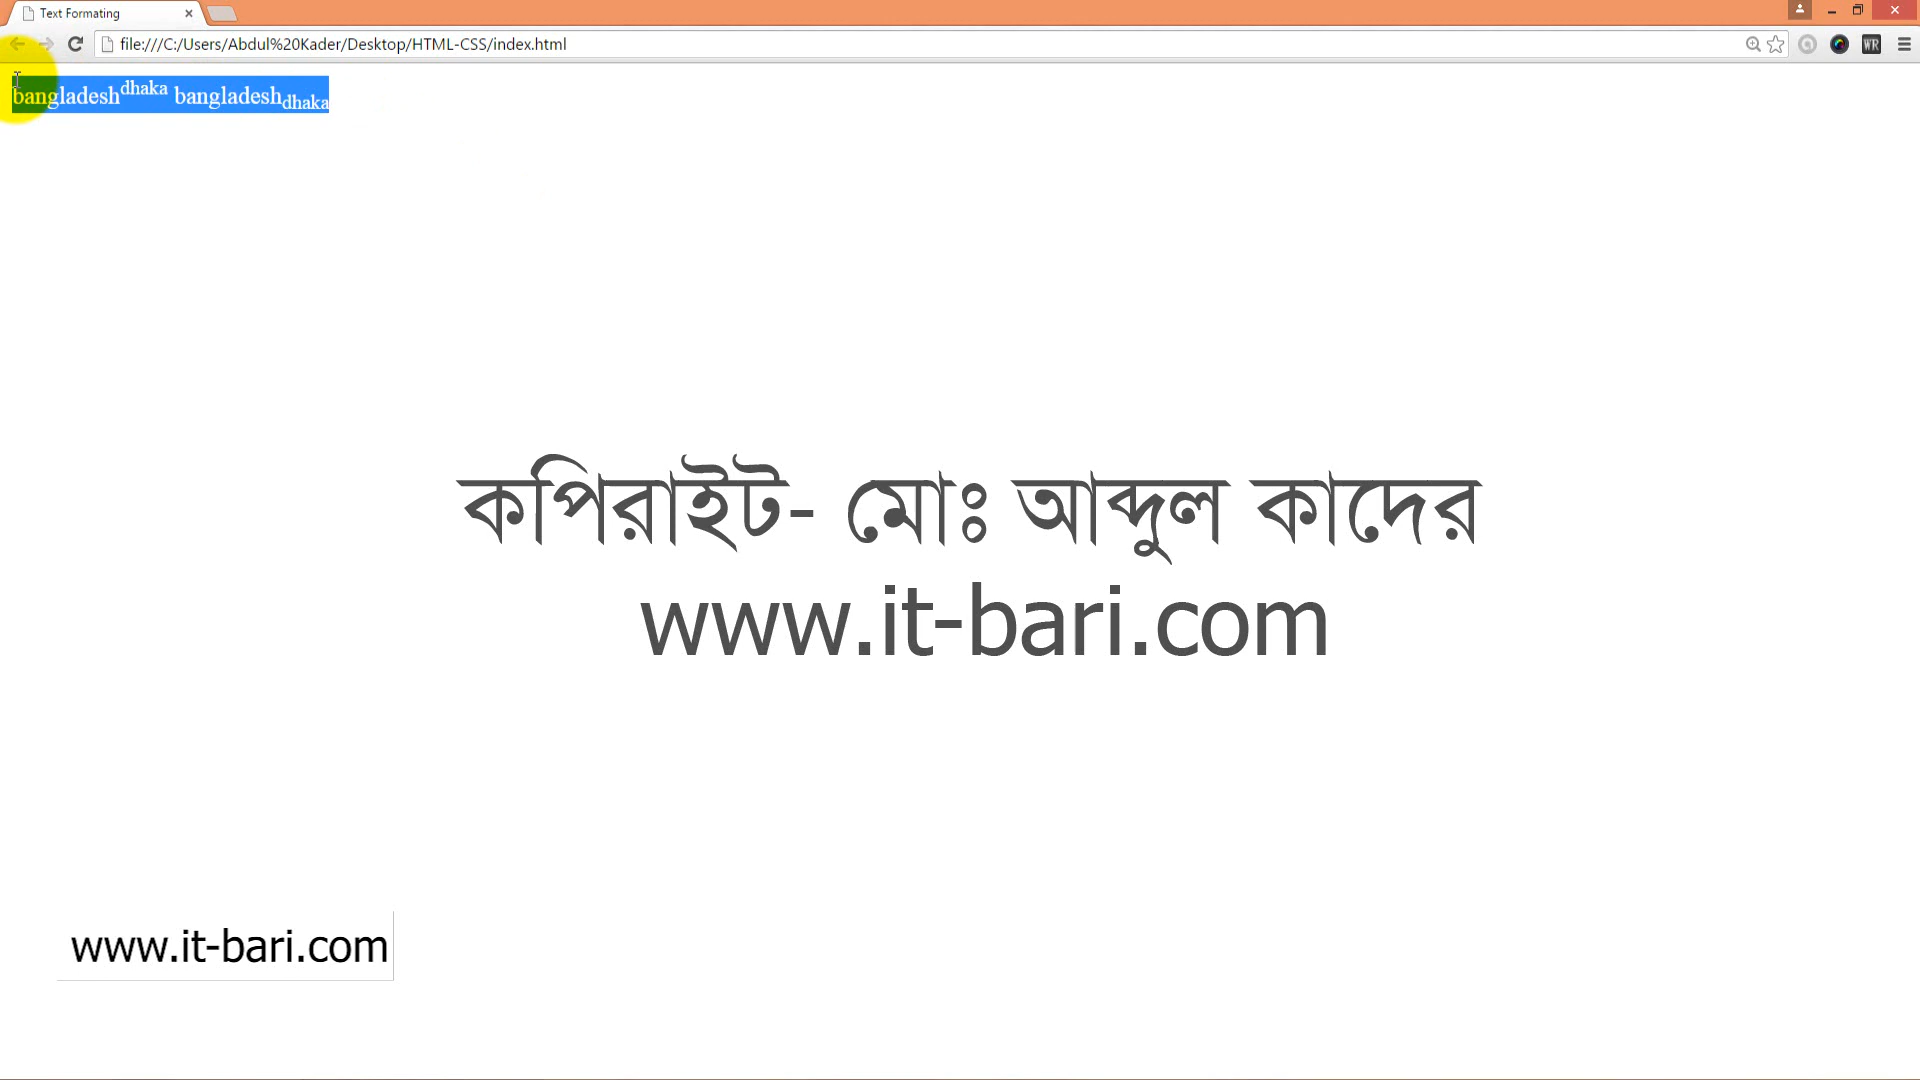 Text Formating
file:///C:/Users/Abdul%20Kader/Desktop/HTML-CSS/index.html
WR
bangladeshdhaka bangladeshdhaka
কপিরাইট- মোঃ আব্দুল কাদের
www.it-bari.com
www.it-bari.com